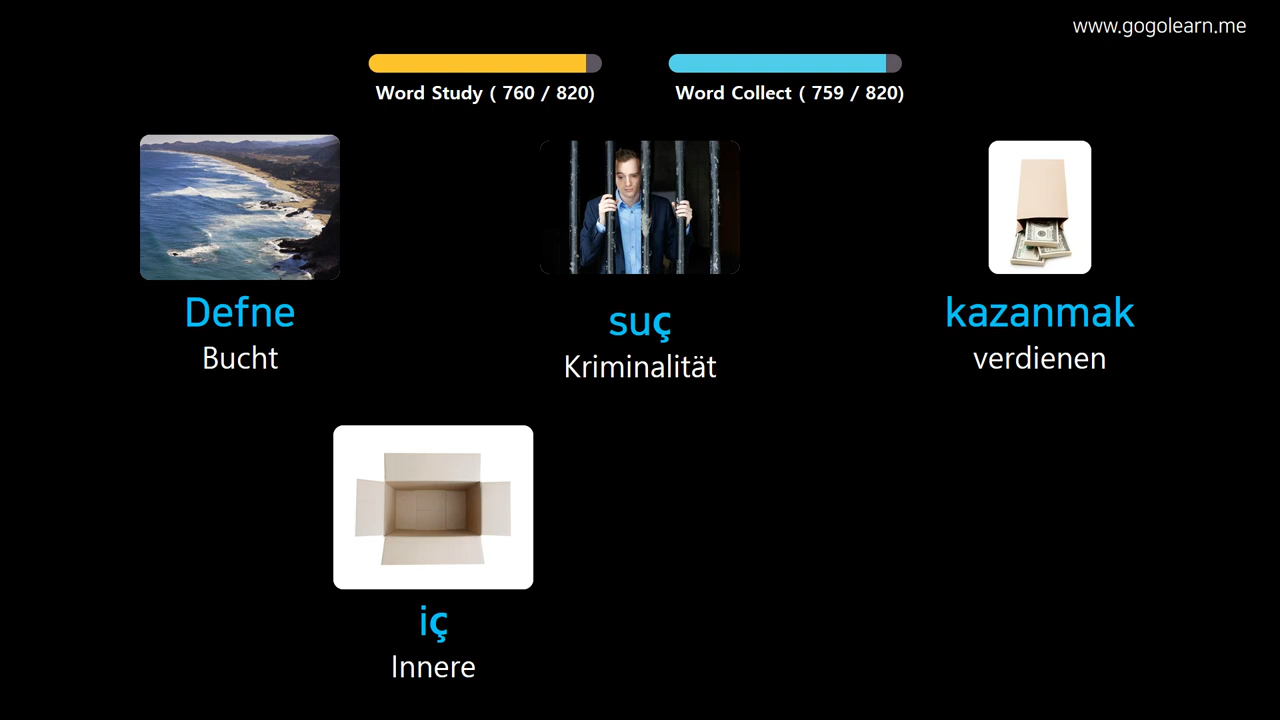 www.gogolearn.me
Word Study ( 760 / 820)
Word Collect ( 759 / 820)
Defne
Bucht
suç
Kriminalität
kazanmak
verdienen
iç
Innere